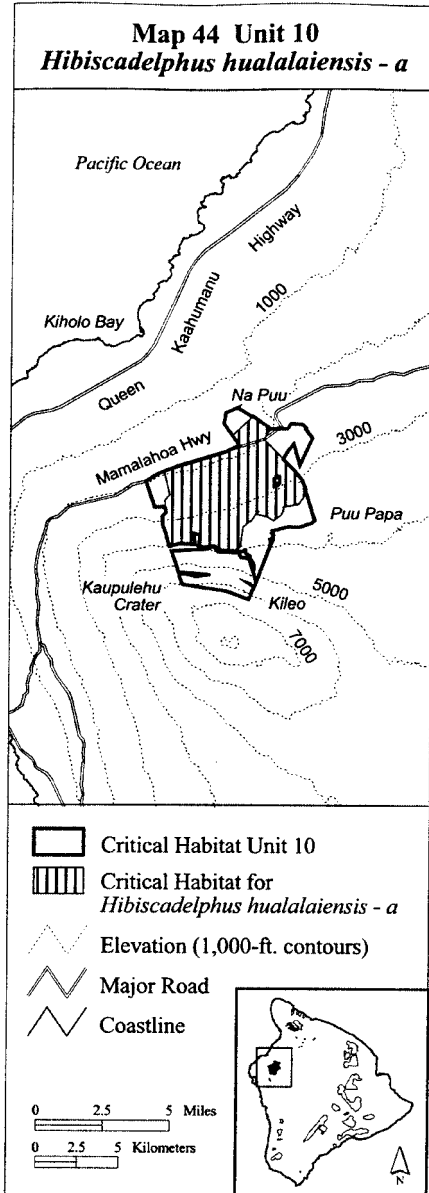 Map 44 Unit 10
Hibiscadelphus hualalaiensis - a
Pacific Ocean
Highway
Kaahumanu
1000
Kiholo Bay
Queen
Na Puu
Mamalahoa Hwy
3000
Puu Papa
Kaupulehu
Crater
Kileo
5000
7000
Critical Habitat Unit 10
Critical Habitat for
Hibiscadelphus hualalaiensis - a
Elevation (1,000-ft. contours)
Major Road
Coastline
0 2.5 5 Miles
0 2.5 5 Kilometers
N